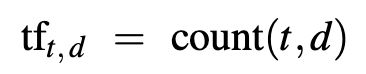 tf_{t,d} = count(t,d)